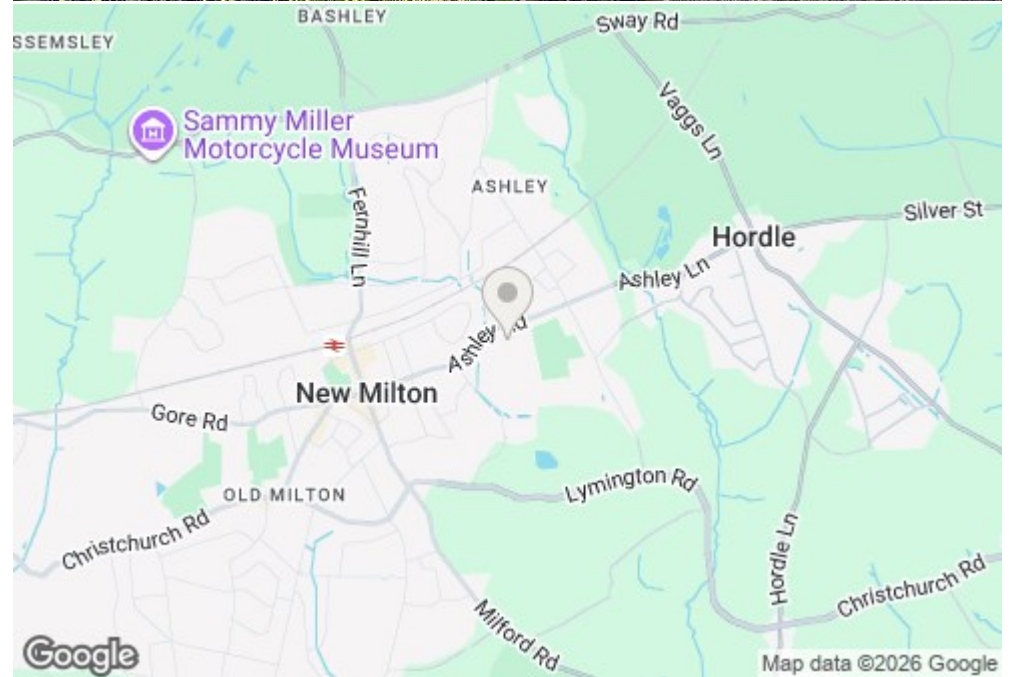 BASHLEY
SSEMSLEY
Sway Rd
Vaggs Ln
Sammy Miller
Motorcycle Museum
ASHLEY
Fernhill Ln
Silver St
Hordle
Ashley Ln
Ashley Rd
New Milton
Gore Rd
OLD MILTON
Lymington Rd
Christchurch Rd
Hordle Ln
Christchurch Rd
Milford Rd
Google
Map data ©2026 Google